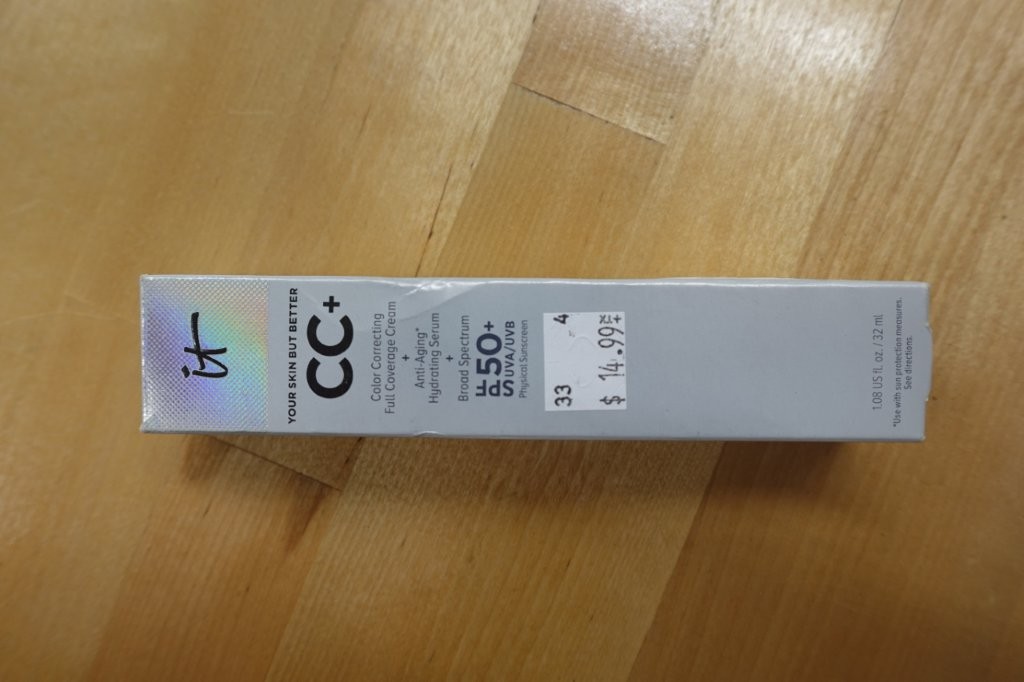 it
YOUR SKIN BUT BETTER
CC+
Color Correcting
Full Coverage Cream
+
Anti-Aging*
Hydrating Serum
+
Broad Spectrum
SPF 50+
UVA/UVB
Physical Sunscreen
33 4
$ 14.99
1.08 US fL oz. / 32 ml
*Use with sun protection measures.
See directions.